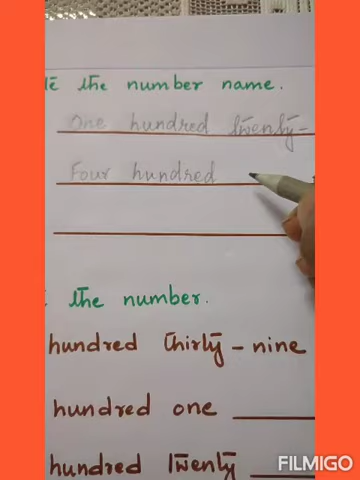 the number name.
One hundred twenty-
Four hundred
the number.
hundred thirty-nine
hundred one
hundred twenty
FILMIGO